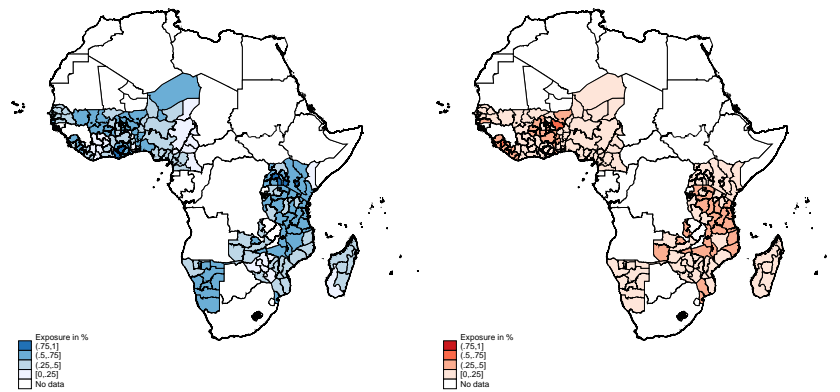 Exposure in %
(.75,1]
(.5,.75]
(.25,.5]
[0,.25]
No data
Exposure in %
(.75,1]
(.5,.75]
(.25,.5]
[0,.25]
No data